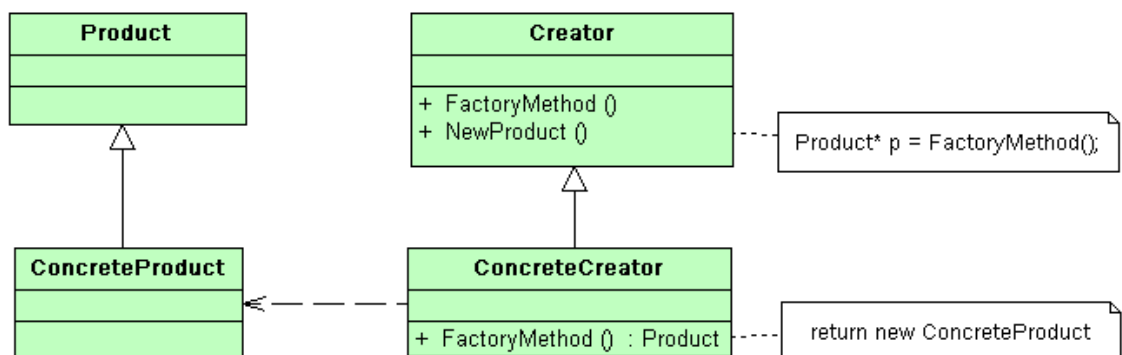 Product
Creator
+ FactoryMethod ()
+ NewProduct ()
Product* p = FactoryMethod();
ConcreteProduct
ConcreteCreator
+ FactoryMethod () : Product
return new ConcreteProduct